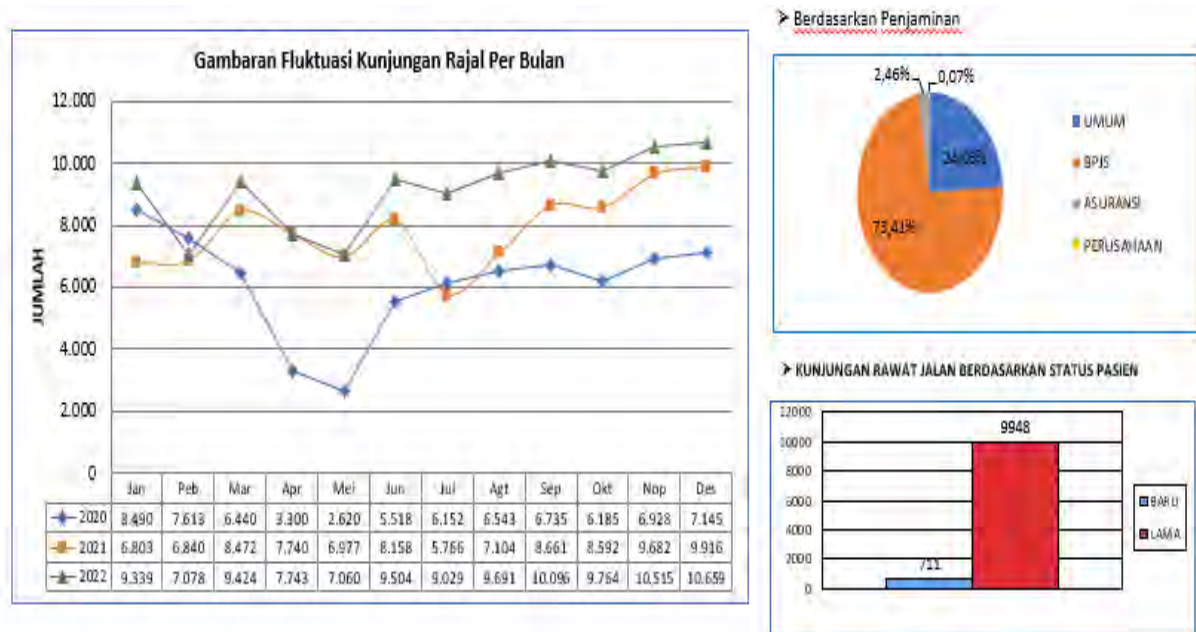 Gambaran Fluktuasi Kunjungan Rajal Per Bulan
JUMLAH
12.000
10.000
8.000
6.000
4.000
2.000
0
Jan Peb Mar Apr Mei Jun Jul Agt Sep Okt Nop Des
2020 8.490 7.613 6.440 3.300 2.620 5.518 6.152 6.543 6.735 6.185 6.928 7.145
2021 6.803 6.840 8.472 7.740 6.977 8.158 5.766 7.104 8.661 8.592 9.682 9.916
2022 9.339 7.078 9.424 7.743 7.060 9.504 9.029 9.691 10.096 9.764 10,515 10.659
➢ Berdasarkan Penjaminan
2,46% 0,07%
73,41%
UMUM
BPJS
ASURANSI
PERUSAHAAN
➢ KUNJUNGAN RAWAT JALAN BERDASARKAN STATUS PASIEN
12000
10000
8000
6000
4000
2000
0
711
9948
BARU
LAMA